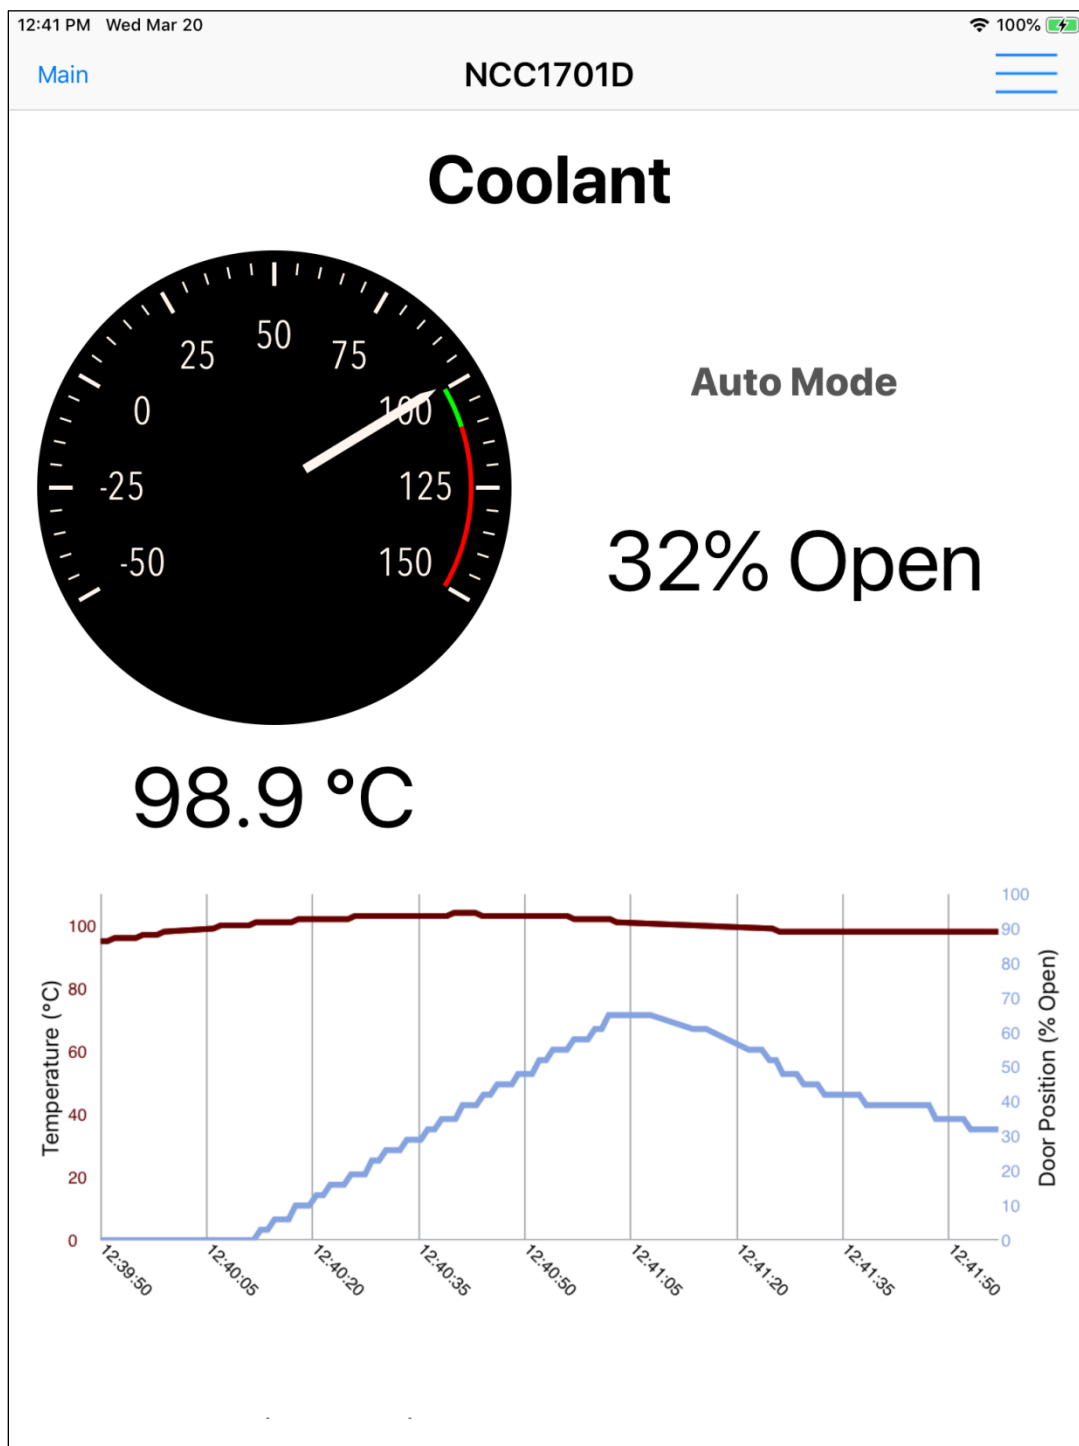 12:41 PM Wed Mar 20 100%
Main NCC1701D
Coolant
50
25 75
0 100
-25 125
-50 150
Auto Mode
32% Open
98.9 °C
Temperature (°C)
100
80
60
40
20
0
100
90
80
70
60
50
40
30
20
10
0
Door Position (% Open)
12:39:50 12:40:05 12:40:20 12:40:35 12:40:50 12:41:05 12:41:20 12:41:35 12:41:50